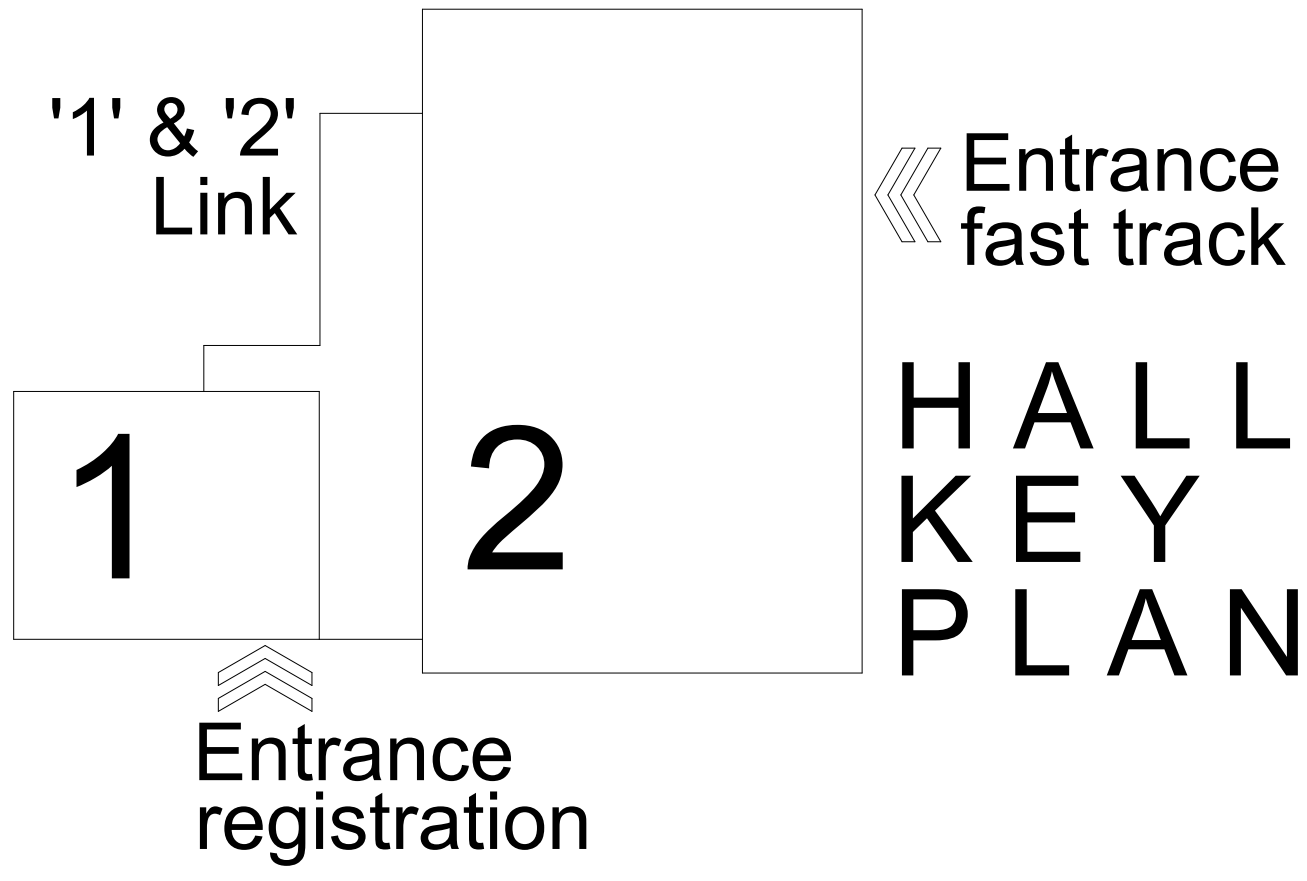 '1' & '2'
Link
Entrance
fast track
1
2
HALL
KEY
PLAN
Entrance
registration